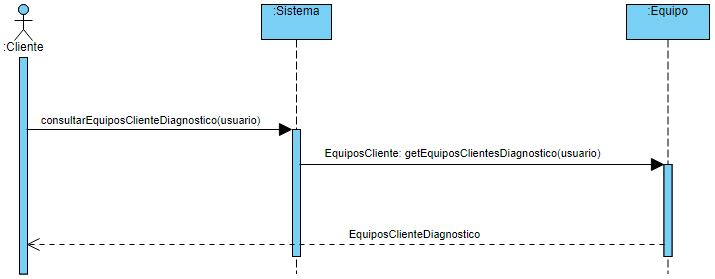 :Sistema
:Equipo
:Cliente
consultarEquiposClienteDiagnostico(usuario)
EquiposCliente: getEquiposClientesDiagnostico(usuario)
EquiposClienteDiagnostico